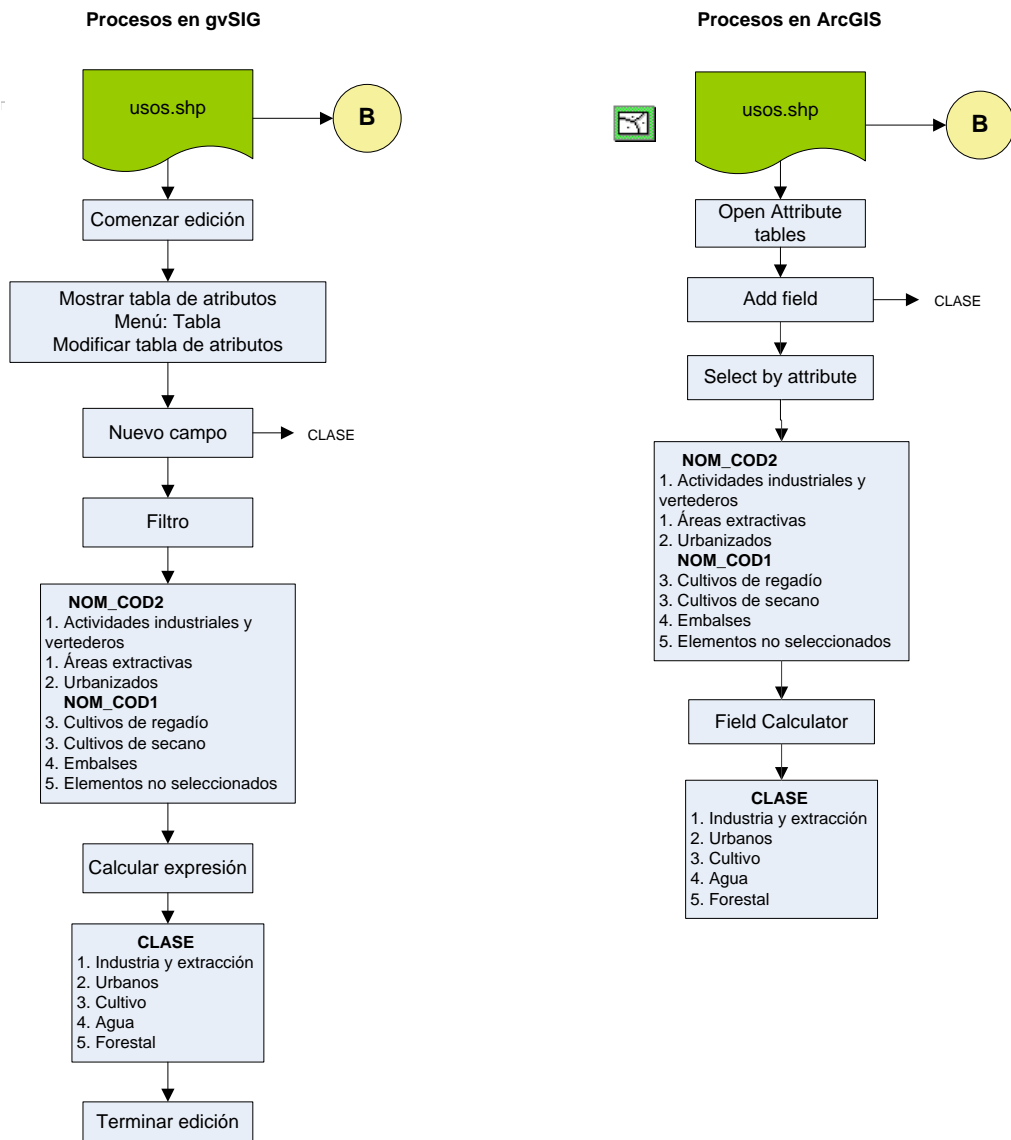 Procesos en gvSIG
usos.shp
B
Comenzar edición
Mostrar tabla de atributos
Menú: Tabla
Modificar tabla de atributos
Nuevo campo
CLASE
Filtro
NOM_COD2
1. Actividades industriales y
vertederos
1. Áreas extractivas
2. Urbanizados
NOM_COD1
3. Cultivos de regadío
3. Cultivos de secano
4. Embalses
5. Elementos no seleccionados
Calcular expresión
CLASE
1. Industria y extracción
2. Urbanos
3. Cultivo
4. Agua
5. Forestal
Terminar edición
Procesos en ArcGIS
usos.shp
B
Open Attribute
tables
Add field
CLASE
Select by attribute
NOM_COD2
1. Actividades industriales y
vertederos
1. Áreas extractivas
2. Urbanizados
NOM_COD1
3. Cultivos de regadío
3. Cultivos de secano
4. Embalses
5. Elementos no seleccionados
Field Calculator
CLASE
1. Industria y extracción
2. Urbanos
3. Cultivo
4. Agua
5. Forestal